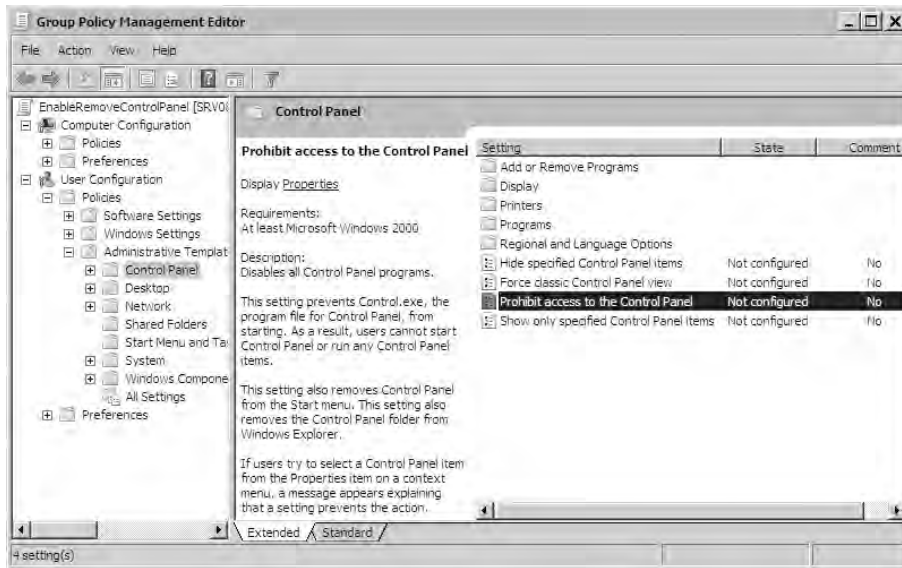 Group Policy Management Editor
File Action View Help
EnableRemoveControlPanel [SRV0
Computer Configuration
Policies
Preferences
User Configuration
Policies
Software Settings
Windows Settings
Administrative Templat
Control Panel
Desktop
Network
Shared Folders
Start Menu and Ta
System
Windows Compone
All Settings
Preferences
Control Panel
Prohibit access to the Control Panel
Display Properties
Requirements:
At least Microsoft Windows 2000
Description:
Disables all Control Panel programs.
This setting prevents Control.exe, the
program file for Control Panel, from
starting. As a result, users cannot start
Control Panel or run any Control Panel
items.
This setting also removes Control Panel
from the Start menu. This setting also
removes the Control Panel folder from
Windows Explorer.
If users try to select a Control Panel item
from the Properties item on a context
menu, a message appears explaining
that a setting prevents the action.
Setting State Comment
Add or Remove Programs
Display
Printers
Programs
Regional and Language Options
Hide specified Control Panel items Not configured No
Force classic Control Panel view Not configured No
Prohibit access to the Control Panel Not configured No
Show only specified Control Panel items Not configured No
Extended Standard
4 setting(s)